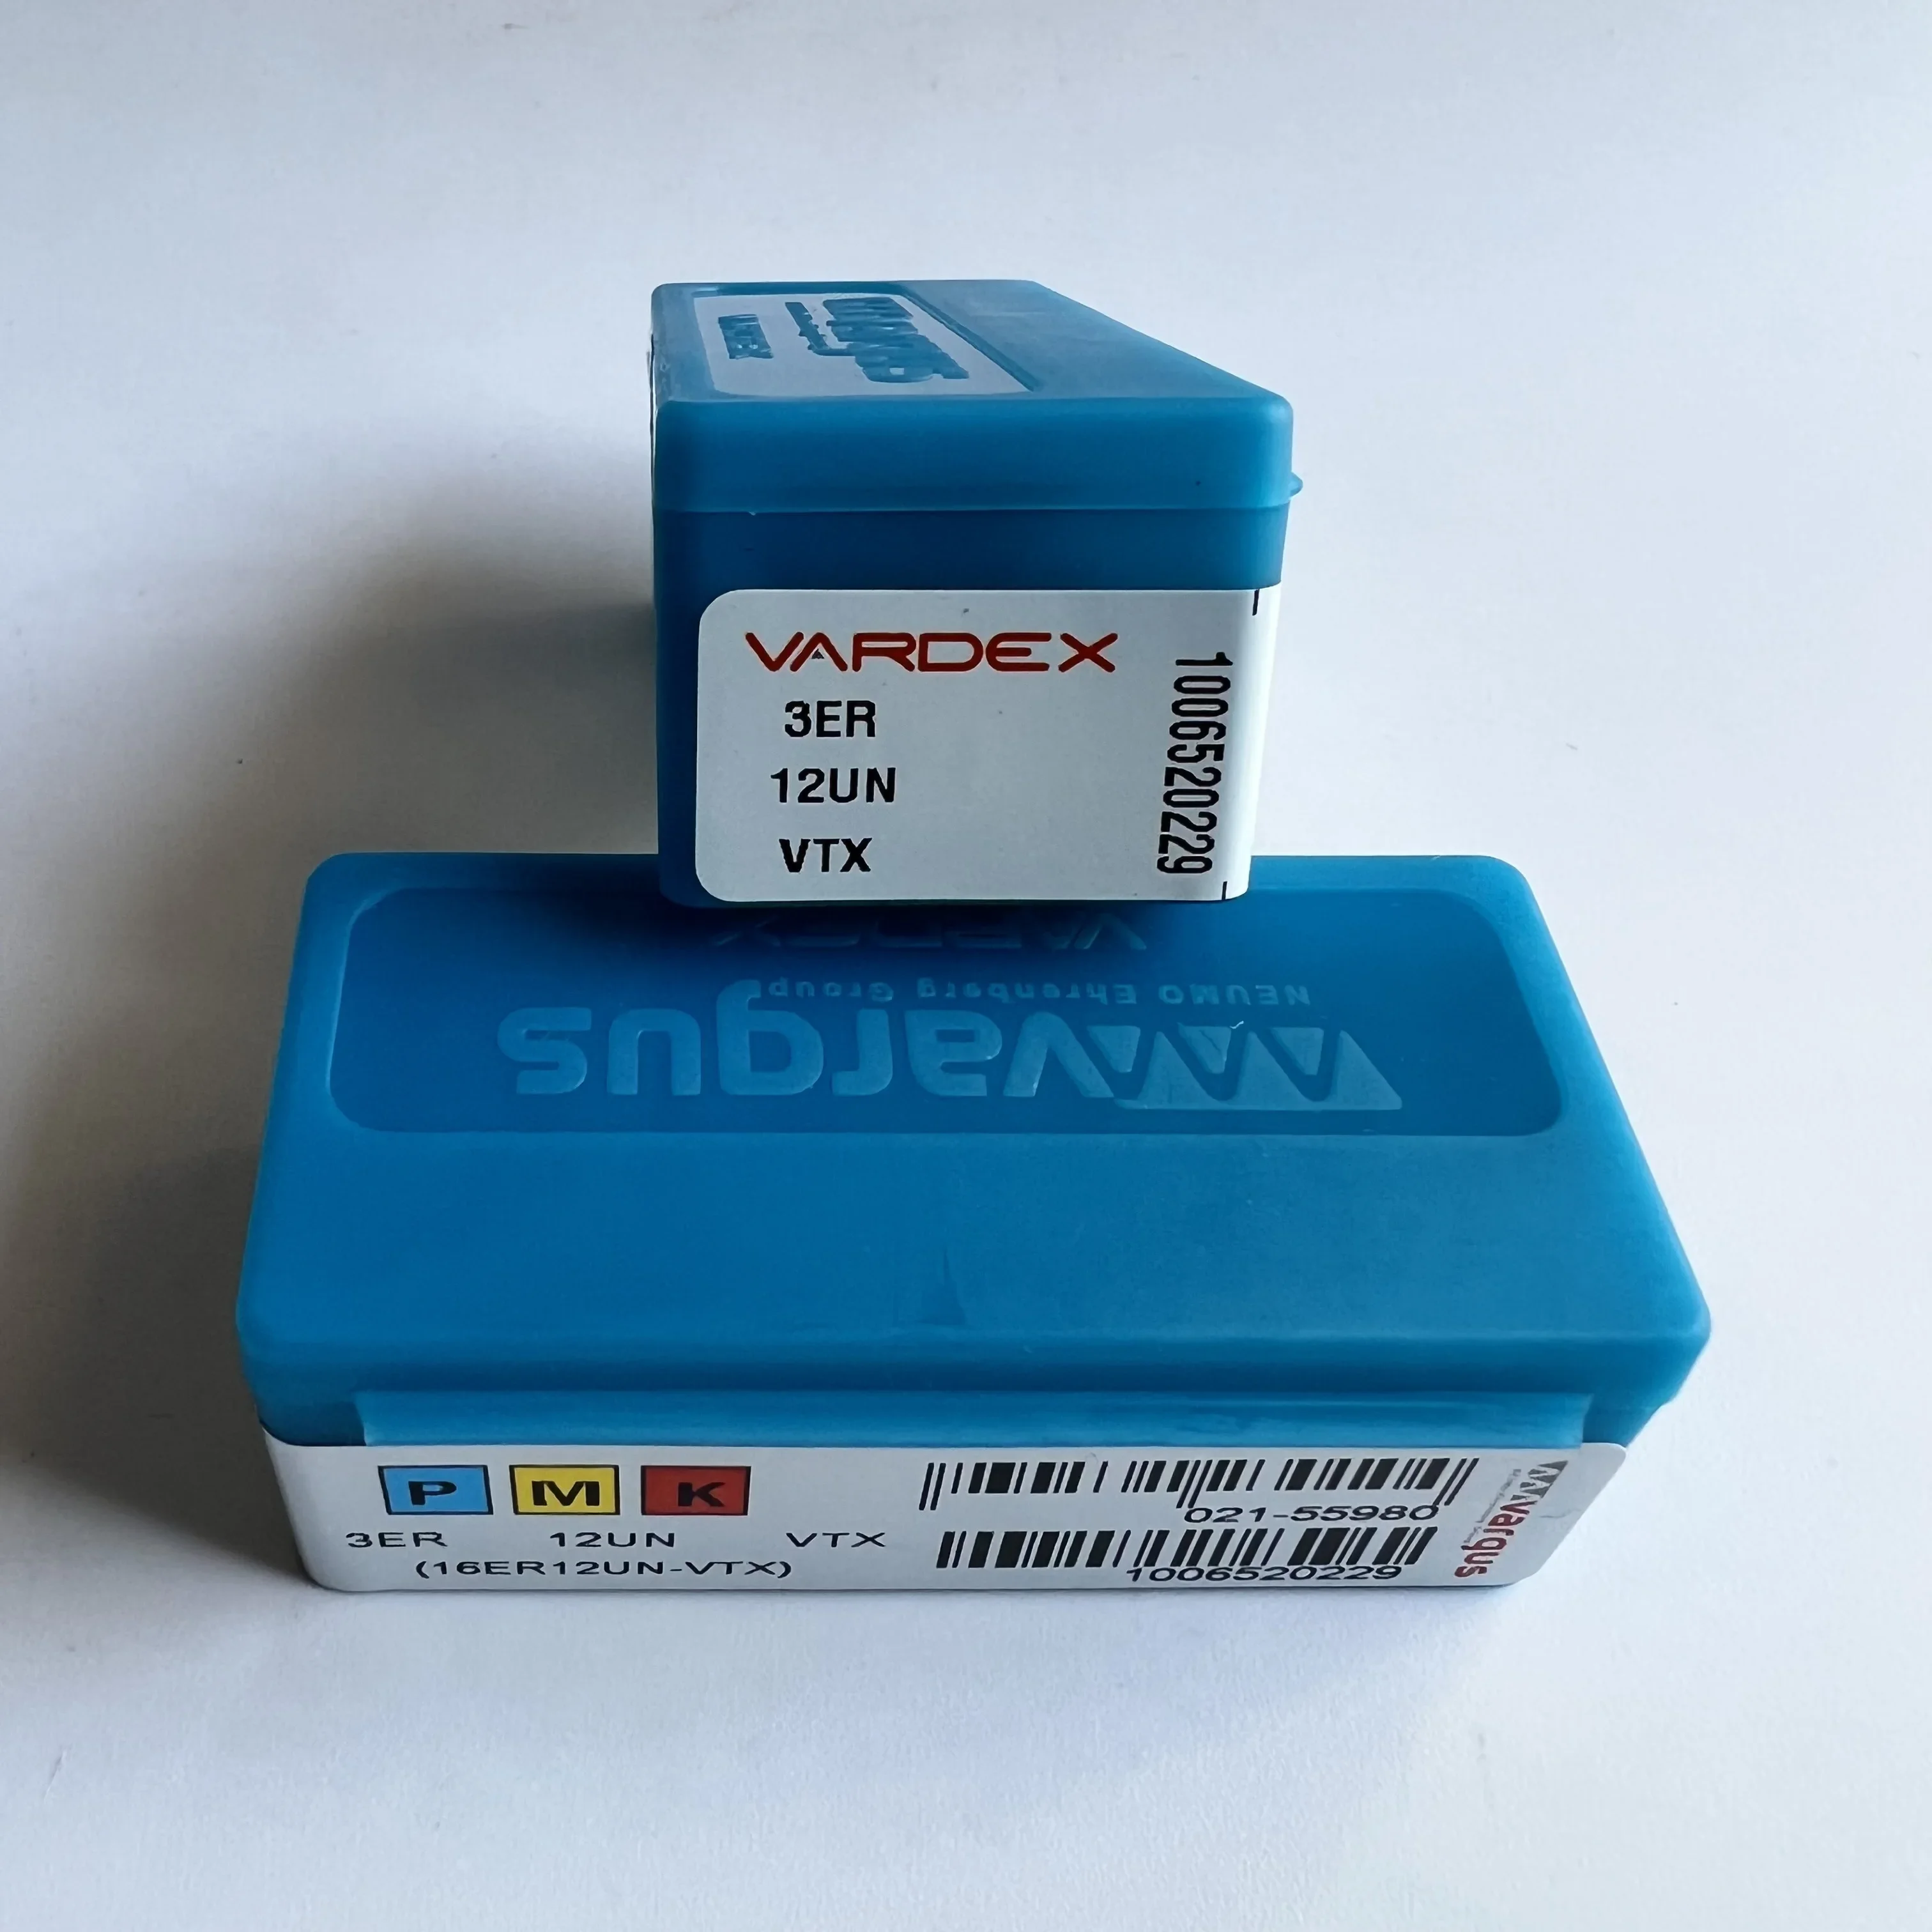 VARDEX
3ER
12UN
VTX
1006520229
VARDEX
NEUMO Ehrenberg Group
vargus
P M K
3ER 12UN VTX
(16ER12UN-VTX)
021-55980
1006520229
vargus